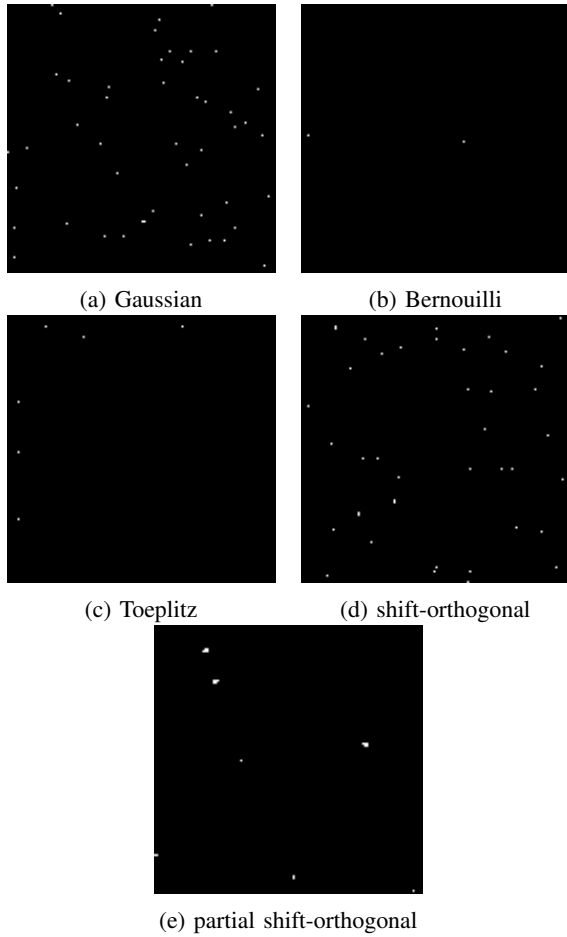 (a) Gaussian
(b) Bernouilli
(c) Toeplitz
(d) shift-orthogonal
(e) partial shift-orthogonal